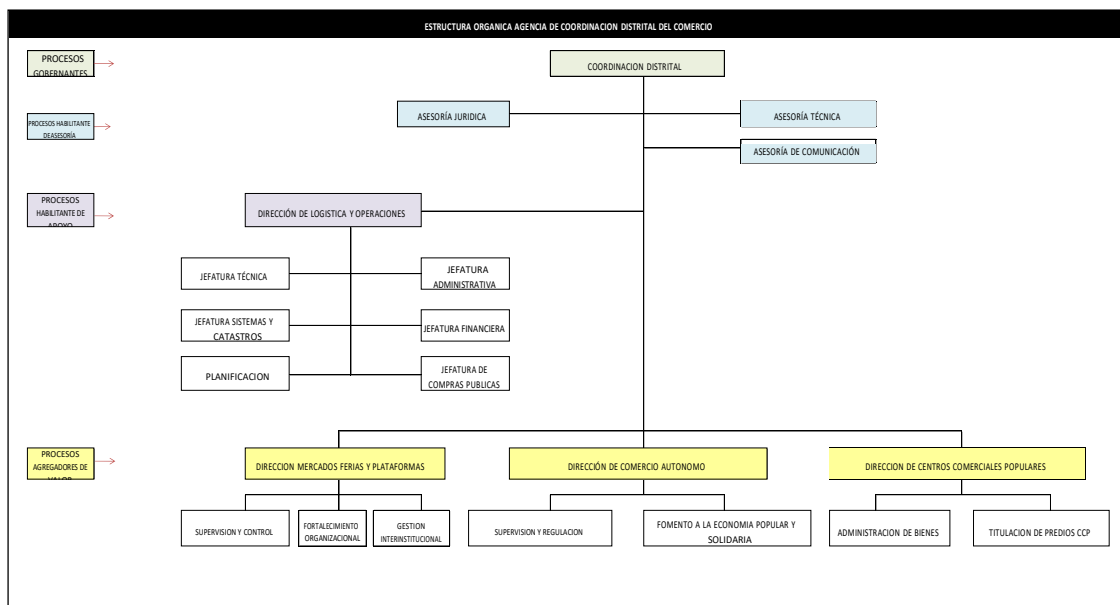 ESTRUCTURA ORGANICA AGENCIA DE COORDINACION DISTRITAL DEL COMERCIO
PROCESOS
GOBERNANTES
COORDINACION DISTRITAL
PROCESOS HABILITANTE
DEASESORÍA
ASESORÍA JURIDICA
ASESORÍA TÉCNICA
ASESORÍA DE COMUNICACIÓN
PROCESOS
HABILITANTE DE
APOYO
DIRECCIÓN DE LOGISTICA Y OPERACIONES
JEFATURA TÉCNICA
JEFATURA
ADMINISTRATIVA
JEFATURA SISTEMAS Y
CATASTROS
JEFATURA FINANCIERA
PLANIFICACION
JEFATURA DE
COMPRAS PUBLICAS
PROCESOS
AGREGADORES DE
VALOR
DIRECCION MERCADOS FERIAS Y PLATAFORMAS
DIRECCIÓN DE COMERCIO AUTONOMO
DIRECCION DE CENTROS COMERCIALES POPULARES
SUPERVISION Y CONTROL
FORTALECIMIENTO
ORGANIZACIONAL
GESTION
INTERINSTITUCIONAL
SUPERVISION Y REGULACION
FOMENTO A LA ECONOMIA POPULAR Y
SOLIDARIA
ADMINISTRACION DE BIENES
TITULACION DE PREDIOS CCP